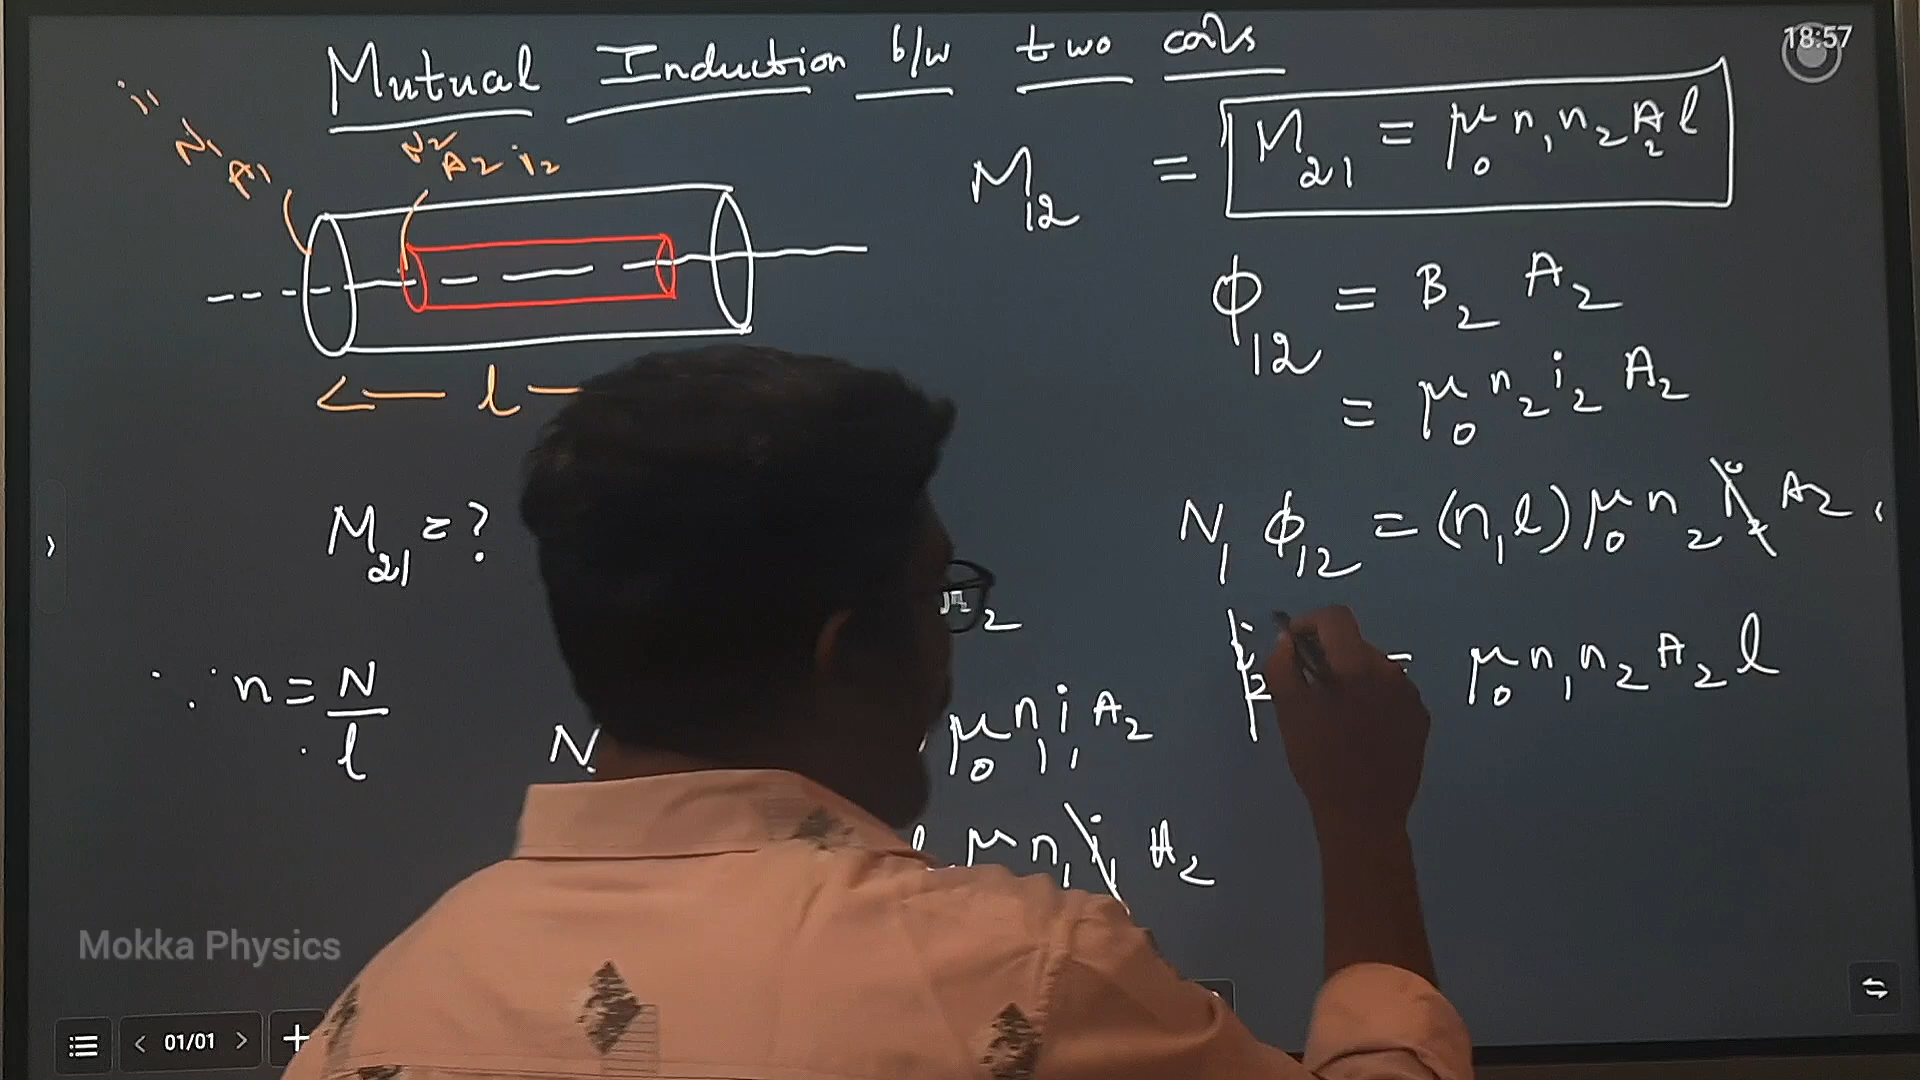 Mutual Induction b/w two coils
18:57
i1 N1 A1
N2 A2 i2
M12 = M21 = μ0 n1 n2 A2 l
ϕ12 = B2 A2
= μ0 n2 i2 A2
l
M21 = ?
N1 ϕ12 = (n1 l) μ0 n2 i2 A2
= μ0 n1 n2 A2 l
∵ n = N/l
N
μ0 n1 i1 A2
μ n1 i1 A2
Mokka Physics
01/01